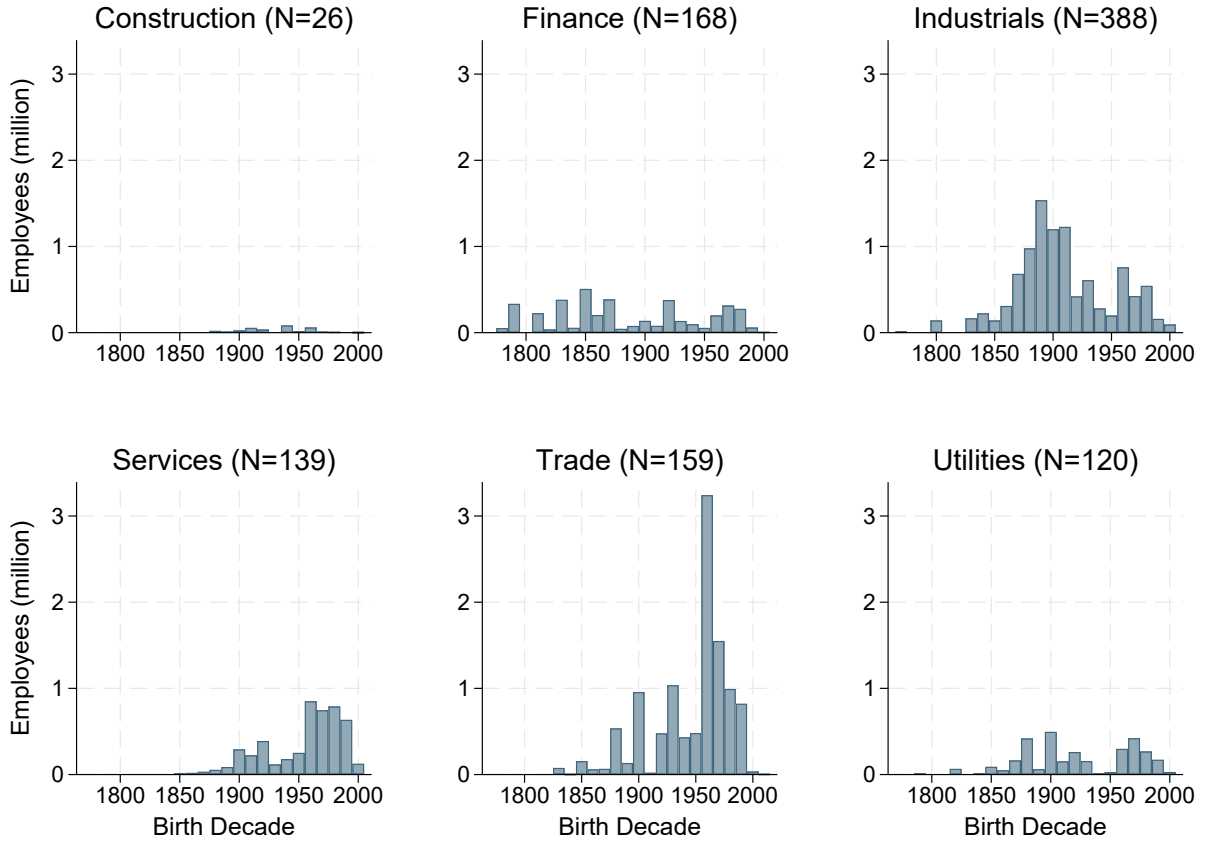 Construction (N=26)
Finance (N=168)
Industrials (N=388)
Employees (million)
3
2
1
0
1800 1850 1900 1950 2000
3
2
1
0
1800 1850 1900 1950 2000
3
2
1
0
1800 1850 1900 1950 2000
Services (N=139)
Trade (N=159)
Utilities (N=120)
Employees (million)
3
2
1
0
1800 1850 1900 1950 2000
Birth Decade
3
2
1
0
1800 1850 1900 1950 2000
Birth Decade
3
2
1
0
1800 1850 1900 1950 2000
Birth Decade